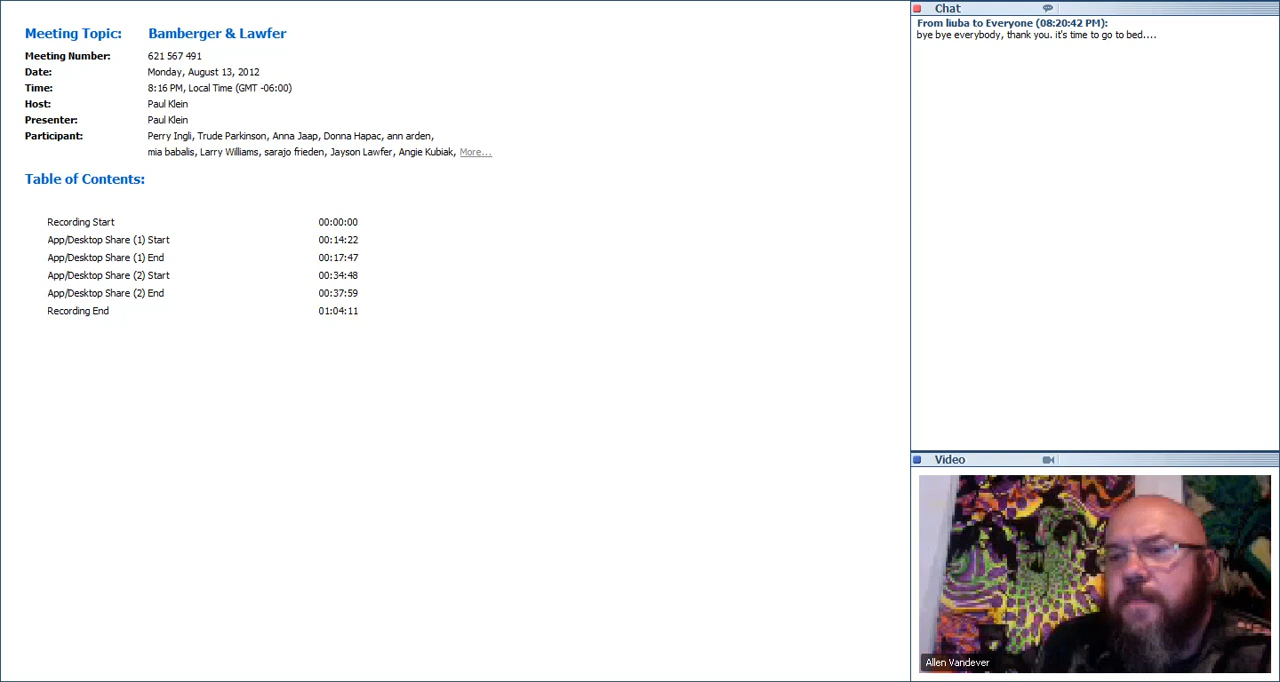 Meeting Topic: Bamberger & Lawfer
Meeting Number: 621 567 491
Date: Monday, August 13, 2012
Time: 8:16 PM, Local Time (GMT -06:00)
Host: Paul Klein
Presenter: Paul Klein
Participant: Perry Ingli, Trude Parkinson, Anna Jaap, Donna Hapac, ann arden,
mia babalis, Larry Williams, sarajo frieden, Jayson Lawfer, Angie Kubiak, More...
Table of Contents:
Recording Start 00:00:00
App/Desktop Share (1) Start 00:14:22
App/Desktop Share (1) End 00:17:47
App/Desktop Share (2) Start 00:34:48
App/Desktop Share (2) End 00:37:59
Recording End 01:04:11
Chat
From liuba to Everyone (08:20:42 PM):
bye bye everybody, thank you. it's time to go to bed....
Video
Allen Vandever